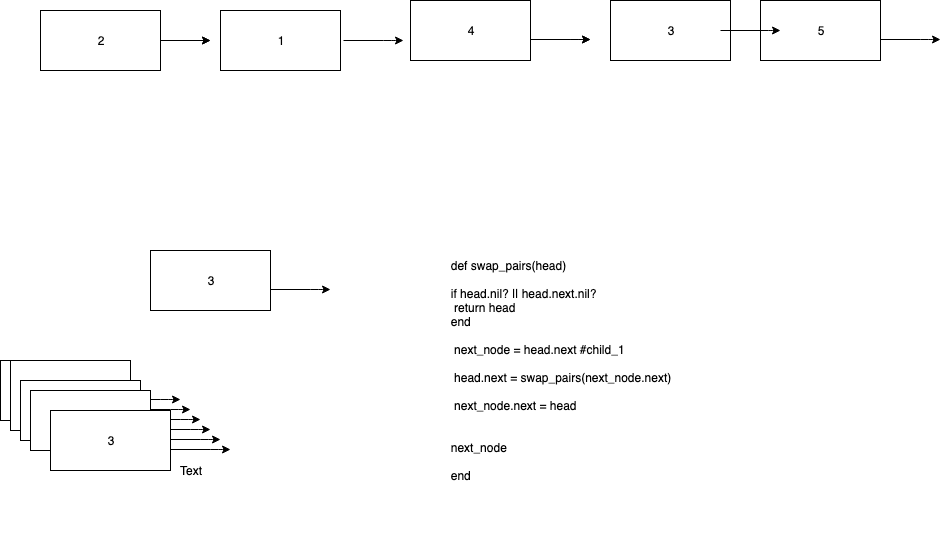 2
1
4
3
5
3
def swap_pairs(head)
if head.nil? || head.next.nil?
return head
end
next_node = head.next #child_1
head.next = swap_pairs(next_node.next)
next_node.next = head
next_node
end
3
Text